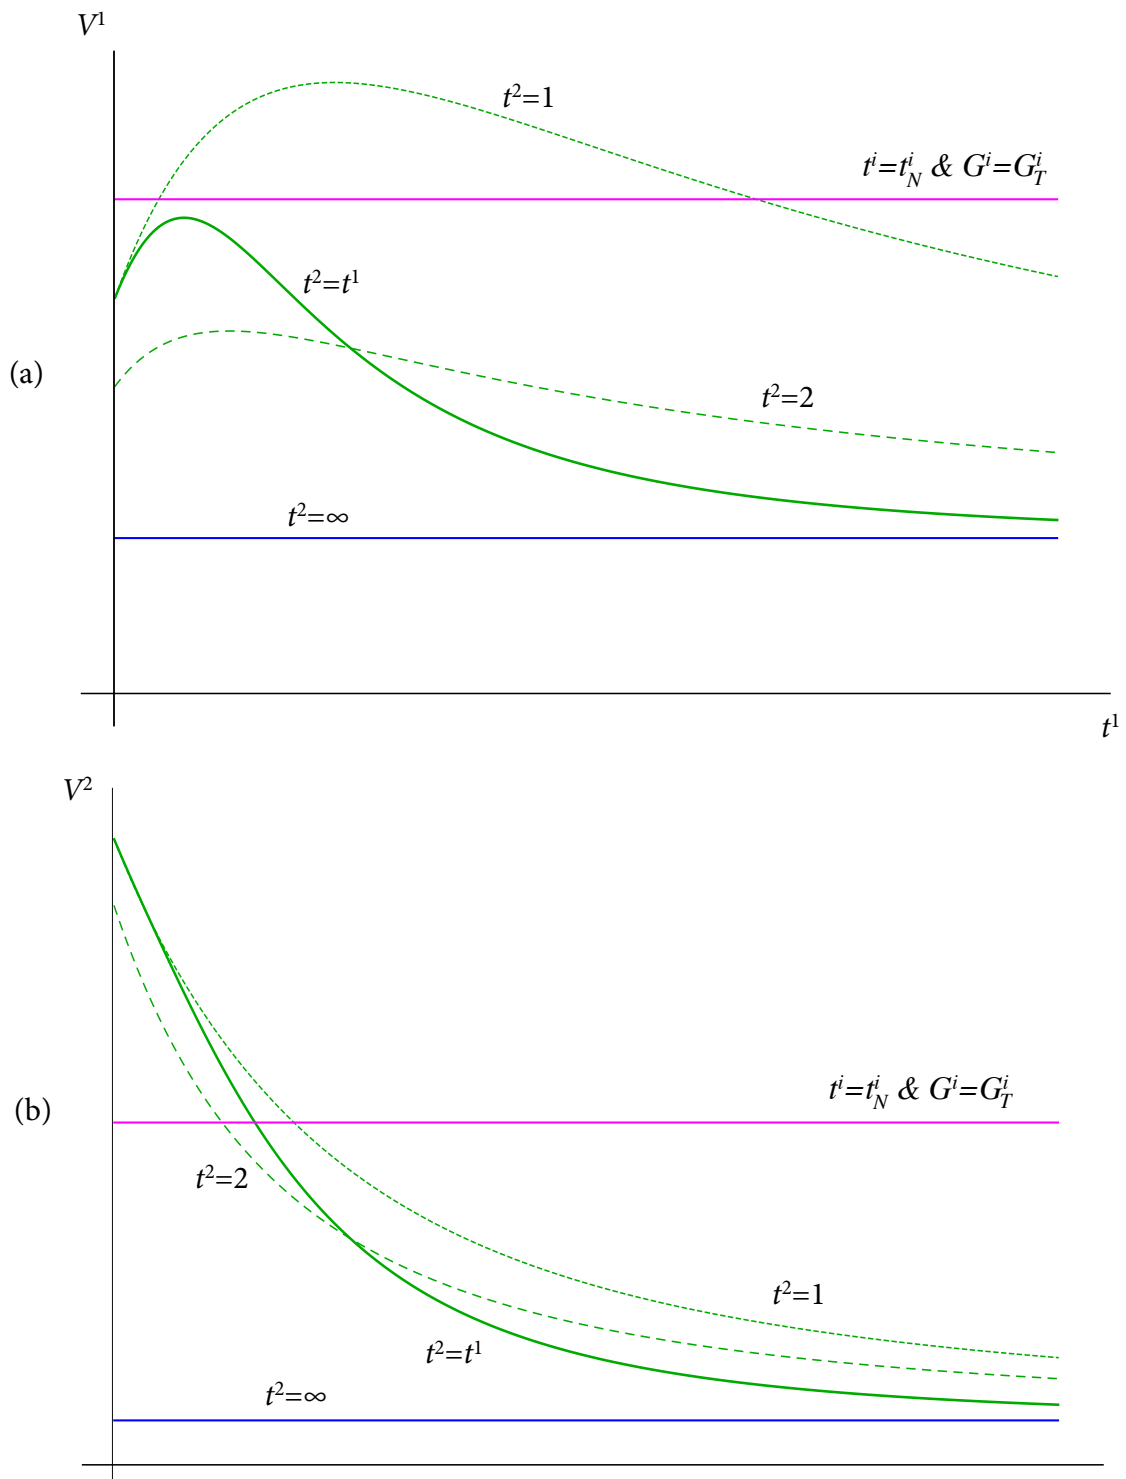 V¹
t²=1
tⁱ=tⁱ_N & Gⁱ=Gⁱ_T
t²=t¹
(a)
t²=2
t²=∞
t¹
V²
tⁱ=tⁱ_N & Gⁱ=Gⁱ_T
(b)
t²=2
t²=1
t²=t¹
t²=∞